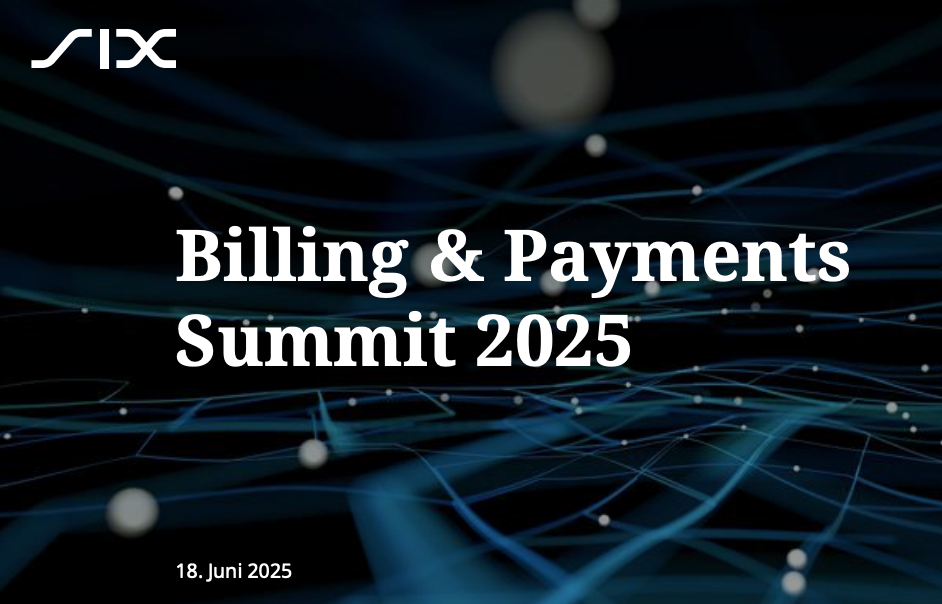 SIX
Billing & Payments
Summit 2025
18. Juni 2025